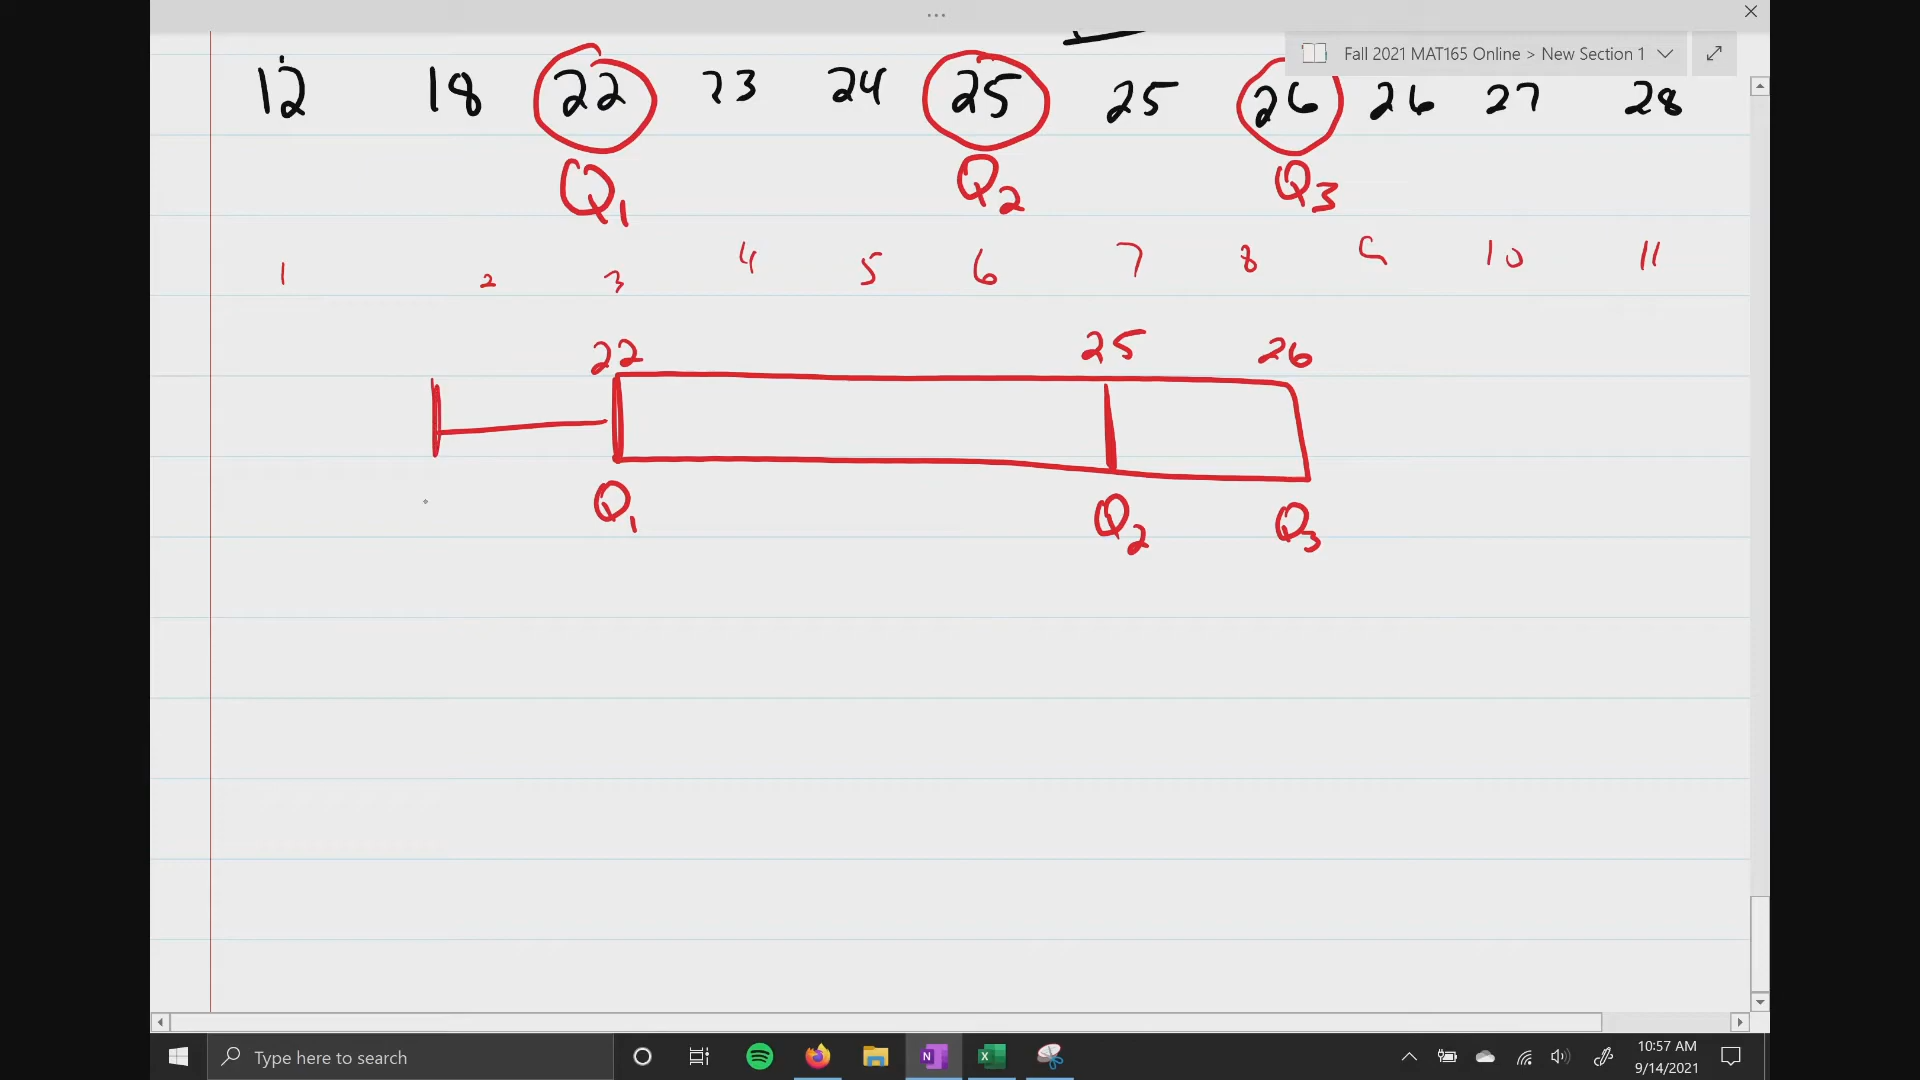 Fall 2021 MAT165 Online > New Section 1
12 18 22 23 24 25 25 26 26 27 28
Q1 Q2 Q3
1 2 3 4 5 6 7 8 9 10 11
22 25 26
Q1 Q2 Q3
Type here to search
10:57 AM
9/14/2021